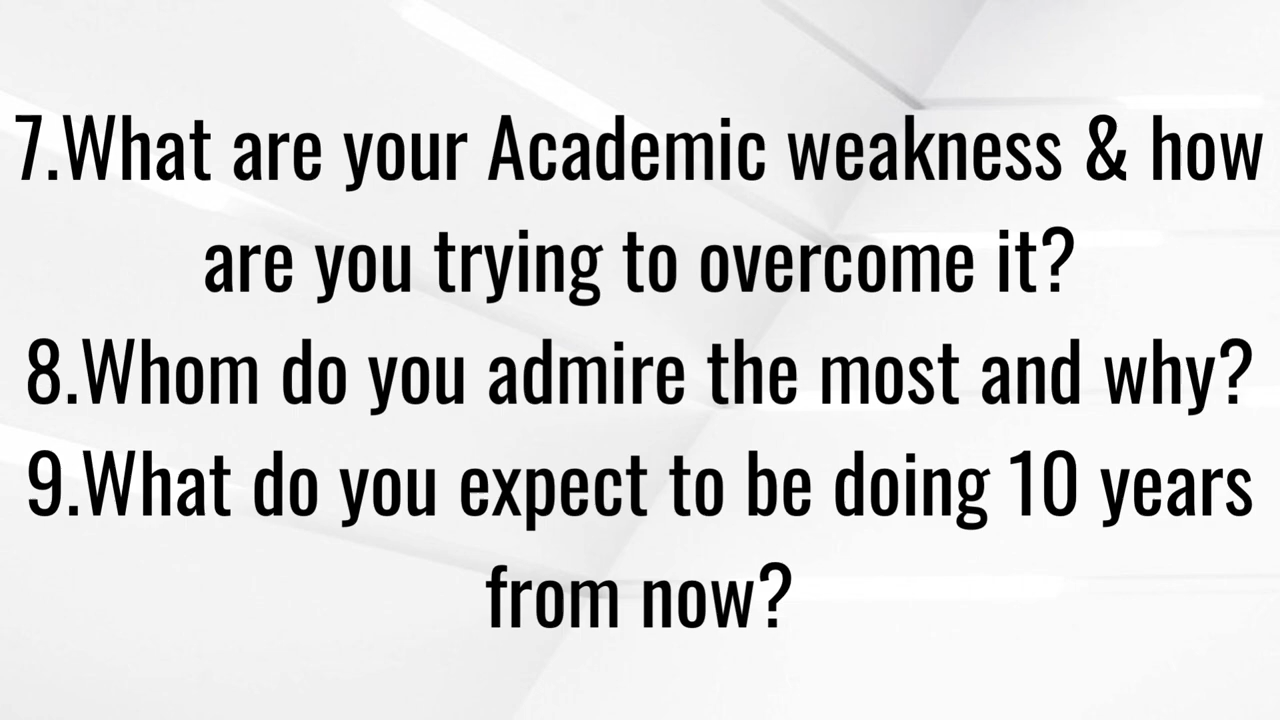 7.What are your Academic weakness & how
are you trying to overcome it?
8.Whom do you admire the most and why?
9.What do you expect to be doing 10 years
from now?